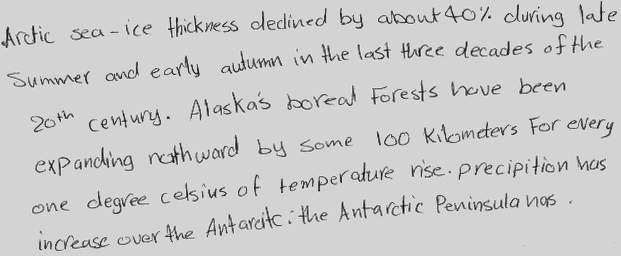 Arctic sea-ice thickness declined by about 40% during late
Summer and early autumn in the last three decades of the
20th century. Alaska's boreal Forests have been
expanding northward by some 100 Kilometers For every
one degree celsius of temperature rise. precipition has
increase over the Antarcitc: the Antarctic Peninsula has.